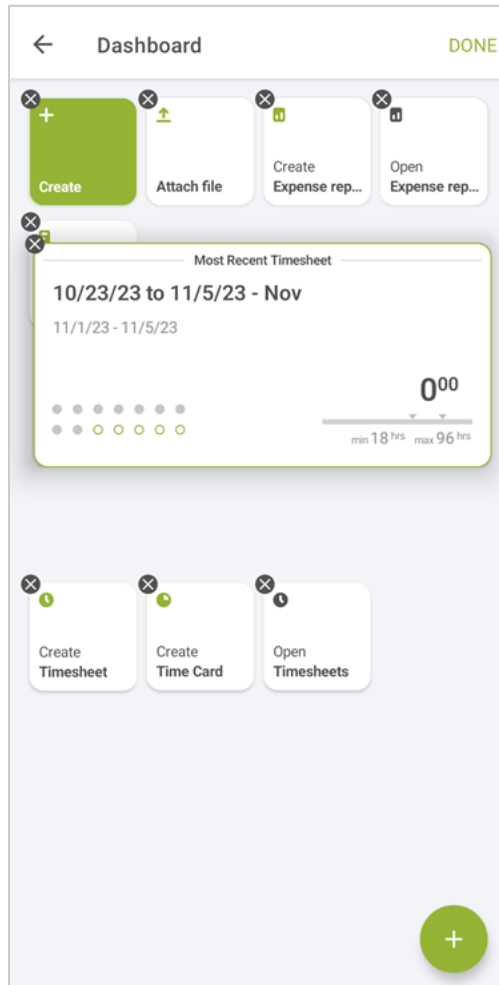 Dashboard
DONE
Create
Attach file
Create
Expense rep...
Open
Expense rep...
Most Recent Timesheet
10/23/23 to 11/5/23 - Nov
11/1/23 - 11/5/23
000
min 18 hrs max 96 hrs
Create
Timesheet
Create
Time Card
Open
Timesheets